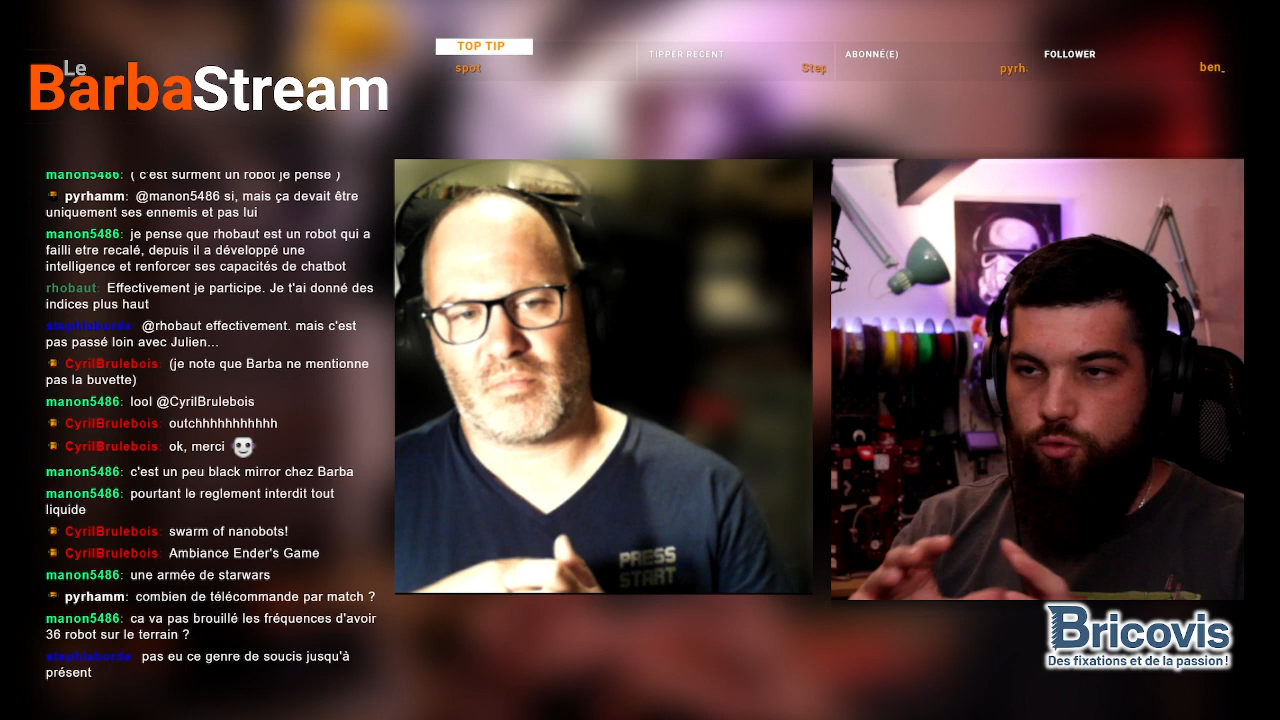 Le
BarbaStream
TOP TIP
spot
TIPPER RECENT
Step
ABONNÉ(E)
pyrh
FOLLOWER
ben_
manon5486: ( c'est surment un robot je pense )
pyrhamm: @manon5486 si, mais ça devait être
uniquement ses ennemis et pas lui
manon5486: je pense que rhobaut est un robot qui a
failli etre recalé, depuis il a développé une
intelligence et renforcer ses capacités de chatbot
rhobaut: Effectivement je participe. Je t'ai donné des
indices plus haut
@rhobaut effectivement. mais c'est
pas passé loin avec Julien...
CyrilBrulebois: (je note que Barba ne mentionne
pas la buvette)
manon5486: lool @CyrilBrulebois
CyrilBrulebois: outchhhhhhhhhhh
CyrilBrulebois: ok, merci
manon5486: c'est un peu black mirror chez Barba
manon5486: pourtant le reglement interdit tout
liquide
CyrilBrulebois: swarm of nanobots!
CyrilBrulebois: Ambiance Ender's Game
manon5486: une armée de starwars
pyrhamm: combien de télécommande par match ?
manon5486: ca va pas brouillé les fréquences d'avoir
36 robot sur le terrain ?
pas eu ce genre de soucis jusqu'à
présent
PRESS
START
Bricovis
Des fixations et de la passion!